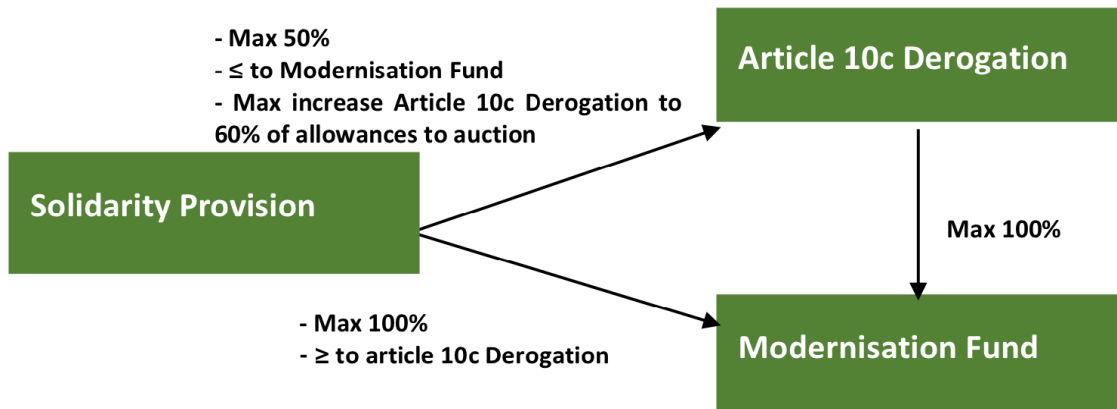 - Max 50%
- ≤ to Modernisation Fund
- Max increase Article 10c Derogation to
60% of allowances to auction
Article 10c Derogation
Solidarity Provision
Max 100%
- Max 100%
- ≥ to article 10c Derogation
Modernisation Fund